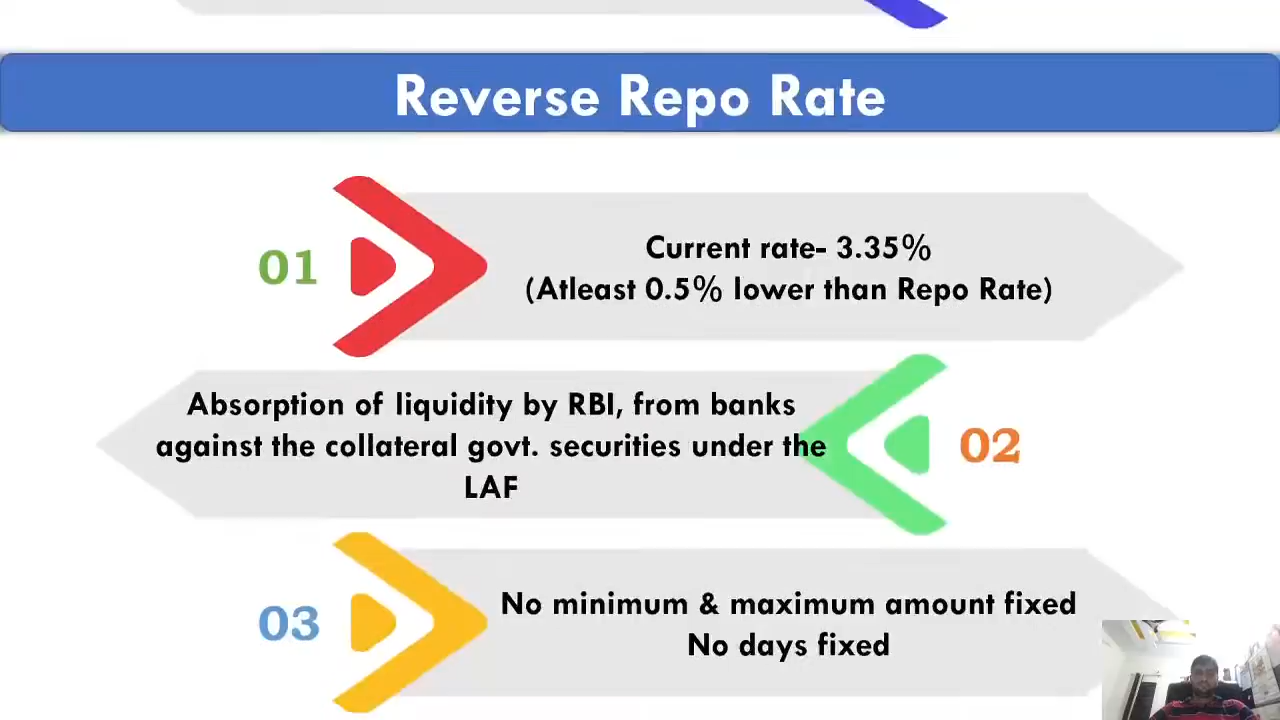 Reverse Repo Rate
01
Current rate- 3.35%
(Atleast 0.5% lower than Repo Rate)
Absorption of liquidity by RBI, from banks
against the collateral govt. securities under the
LAF
02
03
No minimum & maximum amount fixed
No days fixed